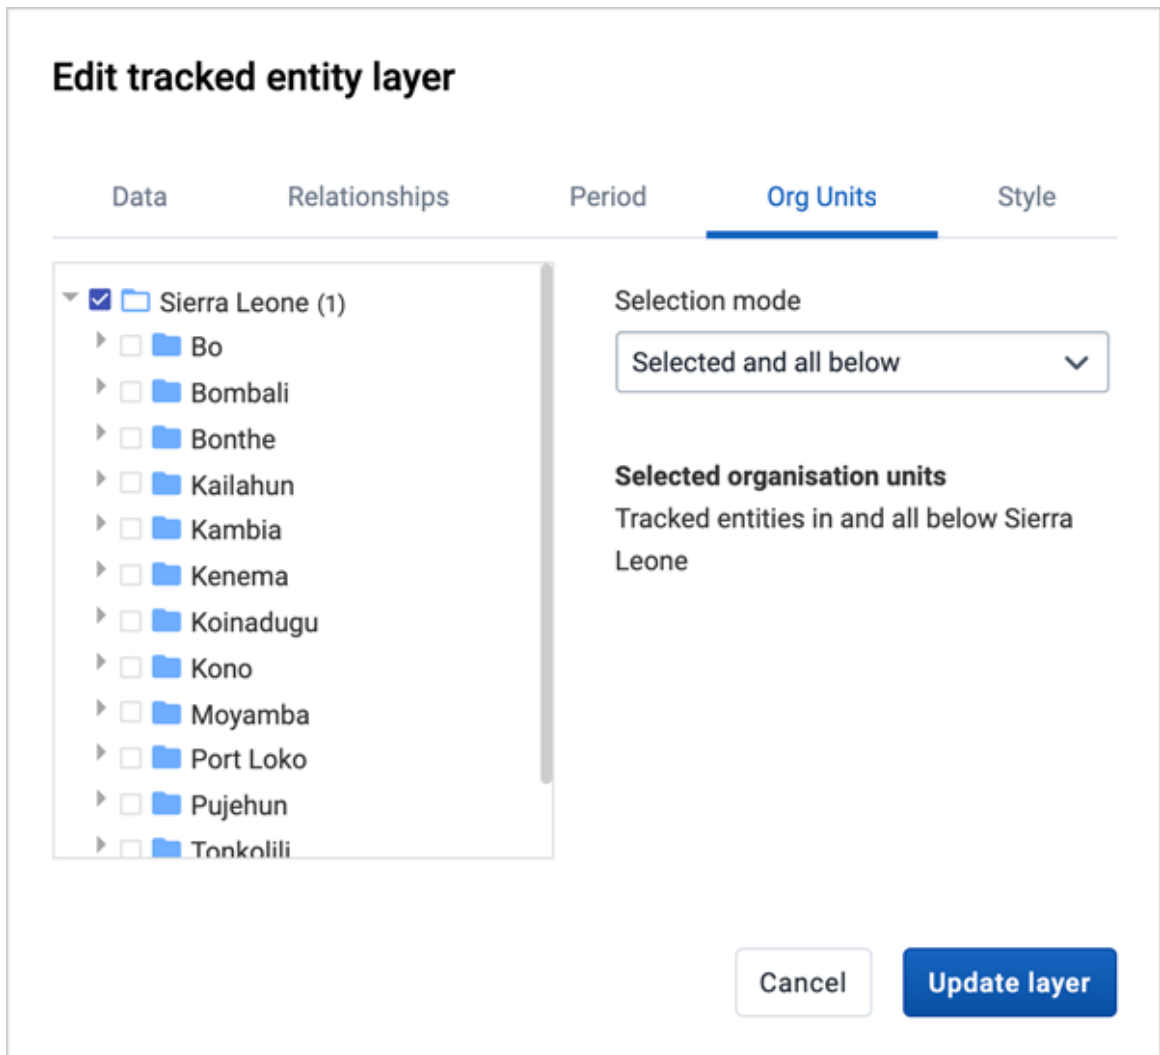 Edit tracked entity layer
Data Relationships Period Org Units Style
Sierra Leone (1)
Bo
Bombali
Bonthe
Kailahun
Kambia
Kenema
Koinadugu
Kono
Moyamba
Port Loko
Pujehun
Tonkolili
Selection mode
Selected and all below
Selected organisation units
Tracked entities in and all below Sierra
Leone
Cancel Update layer